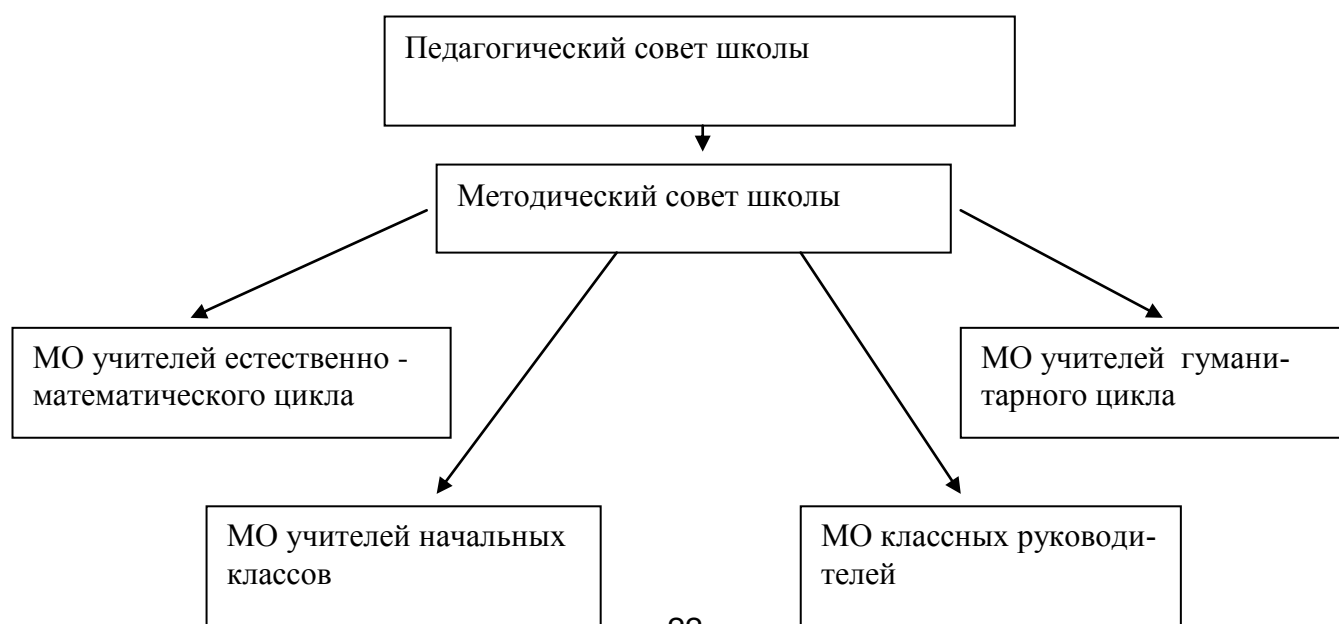 Педагогический совет школы
Методический совет школы
МО учителей естественно -
математического цикла
МО учителей  гумани-
тарного цикла
МО учителей начальных
классов
МО классных руководи-
телей